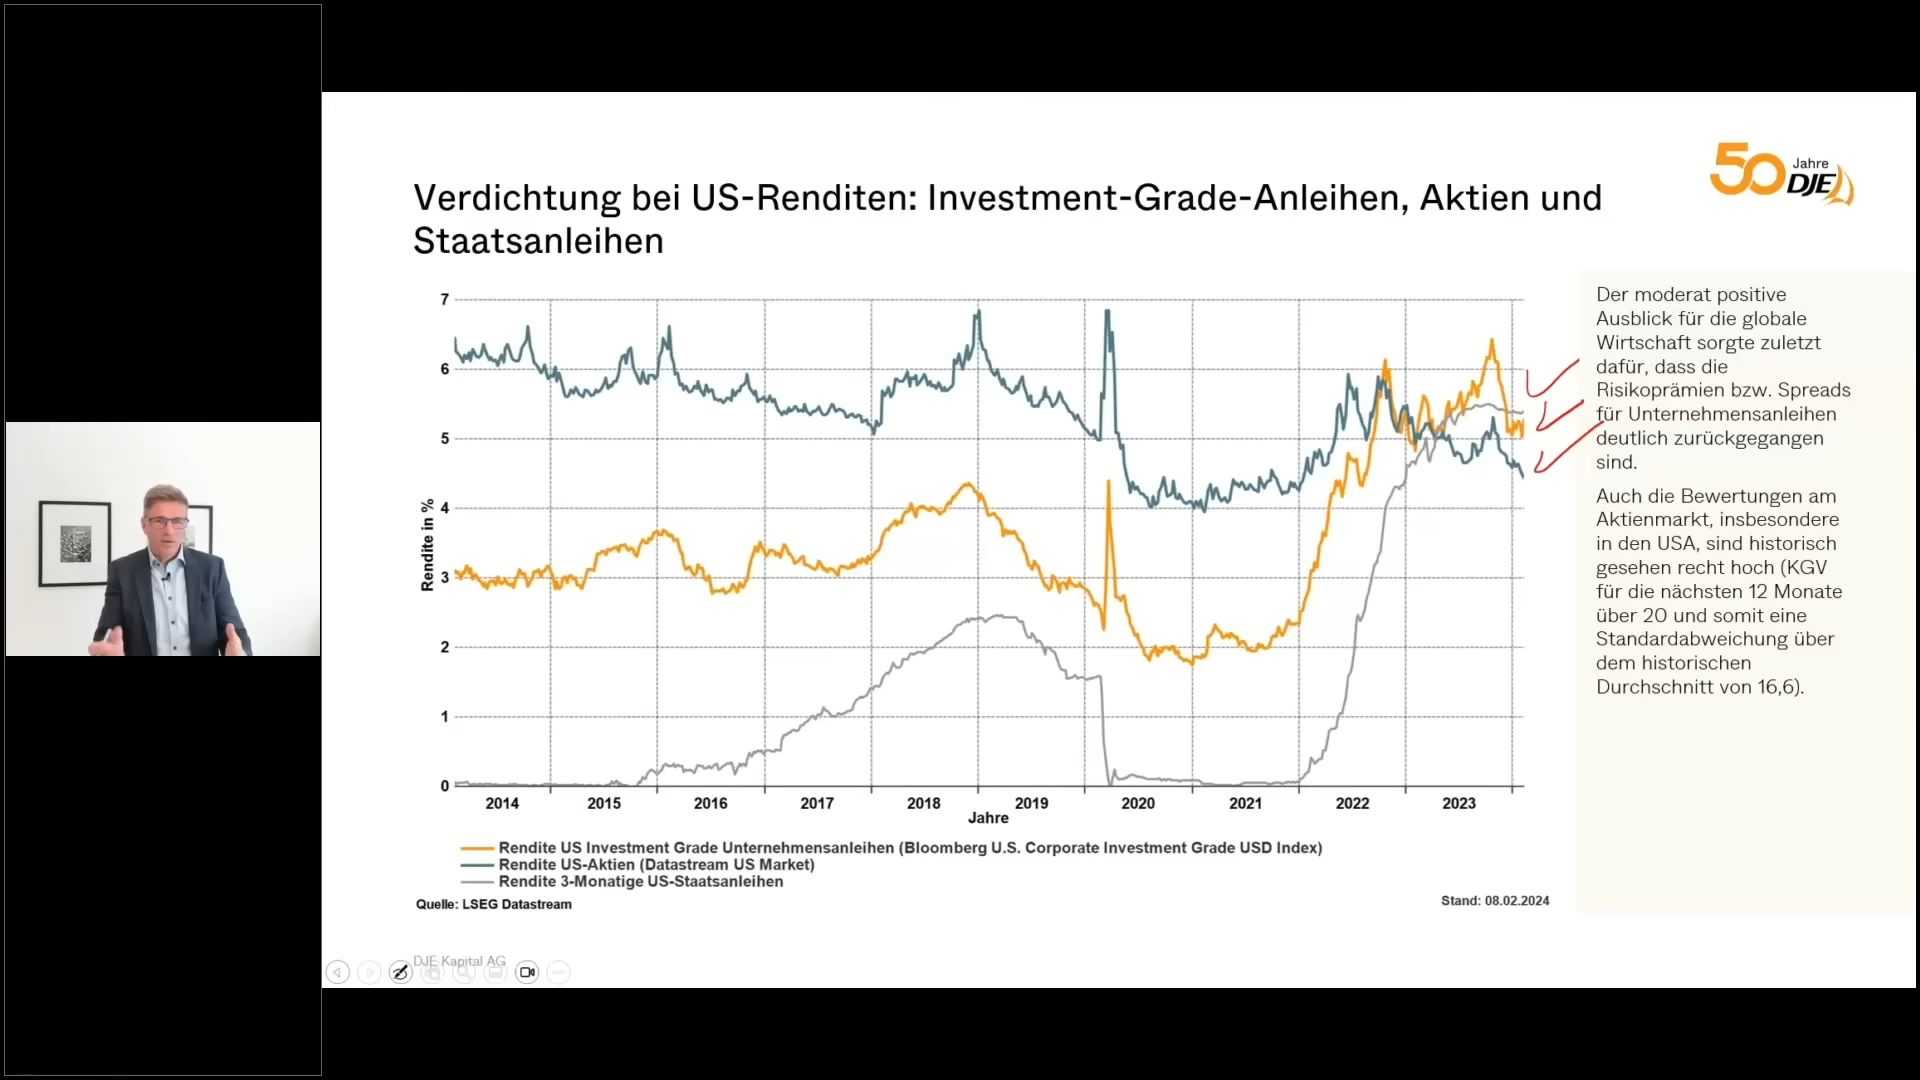 50 Jahre DJE
Verdichtung bei US-Renditen: Investment-Grade-Anleihen, Aktien und
Staatsanleihen
7
6
5
4
3
2
1
0
Rendite in %
2014 2015 2016 2017 2018 2019 2020 2021 2022 2023
Jahre
Rendite US Investment Grade Unternehmensanleihen (Bloomberg U.S. Corporate Investment Grade USD Index)
Rendite US-Aktien (Datastream US Market)
Rendite 3-Monatige US-Staatsanleihen
Quelle: LSEG Datastream
Stand: 08.02.2024
Der moderat positive
Ausblick für die globale
Wirtschaft sorgte zuletzt
dafür, dass die
Risikoprämien bzw. Spreads
für Unternehmensanleihen
deutlich zurückgegangen
sind.
Auch die Bewertungen am
Aktienmarkt, insbesondere
in den USA, sind historisch
gesehen recht hoch (KGV
für die nächsten 12 Monate
über 20 und somit eine
Standardabweichung über
dem historischen
Durchschnitt von 16,6).
DJE Kapital AG